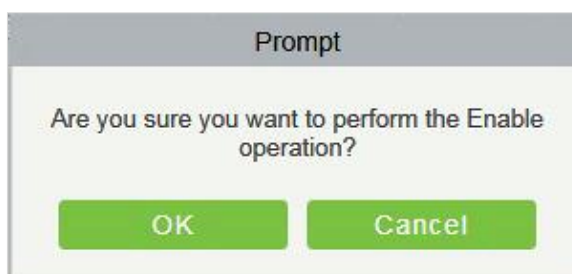 Prompt
Are you sure you want to perform the Enable
operation?
OK
Cancel